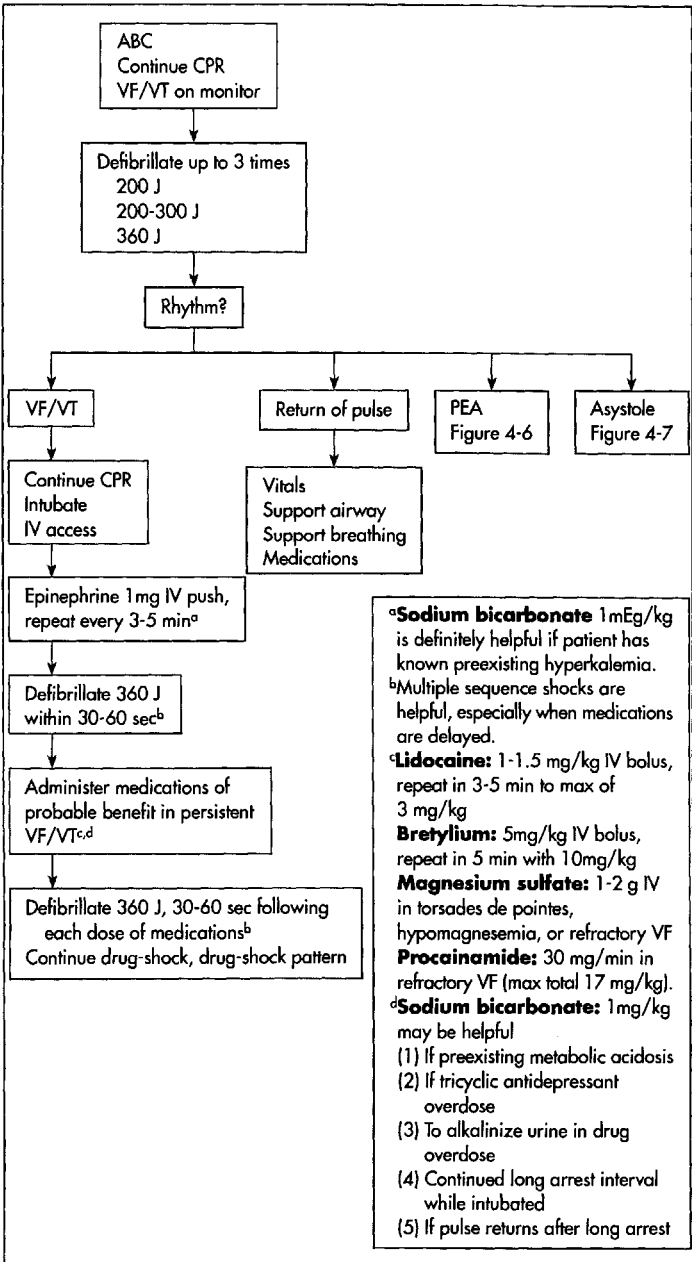 ABC
Continue CPR
VF/VT on monitor
Defibrillate up to 3 times
200 J
200-300 J
360 J
Rhythm?
VF/VT
Return of pulse
PEA
Figure 4-6
Asystole
Figure 4-7
Continue CPR
Intubate
IV access
Vitals
Support airway
Support breathing
Medications
Epinephrine 1mg IV push,
repeat every 3-5 minᵃ
Defibrillate 360 J
within 30-60 secᵇ
Administer medications of
probable benefit in persistent
VF/VTᶜ,ᵈ
Defibrillate 360 J, 30-60 sec following
each dose of medicationsᵇ
Continue drug-shock, drug-shock pattern
ᵃSodium bicarbonate 1mEg/kg
is definitely helpful if patient has
known preexisting hyperkalemia.
ᵇMultiple sequence shocks are
helpful, especially when medications
are delayed.
ᶜLidocaine: 1-1.5 mg/kg IV bolus,
repeat in 3-5 min to max of
3 mg/kg
Bretylium: 5mg/kg IV bolus,
repeat in 5 min with 10mg/kg
Magnesium sulfate: 1-2 g IV
in torsades de pointes,
hypomagnesemia, or refractory VF
Procainamide: 30 mg/min in
refractory VF (max total 17 mg/kg).
ᵈSodium bicarbonate: 1mg/kg
may be helpful
(1) If preexisting metabolic acidosis
(2) If tricyclic antidepressant
overdose
(3) To alkalinize urine in drug
overdose
(4) Continued long arrest interval
while intubated
(5) If pulse returns after long arrest